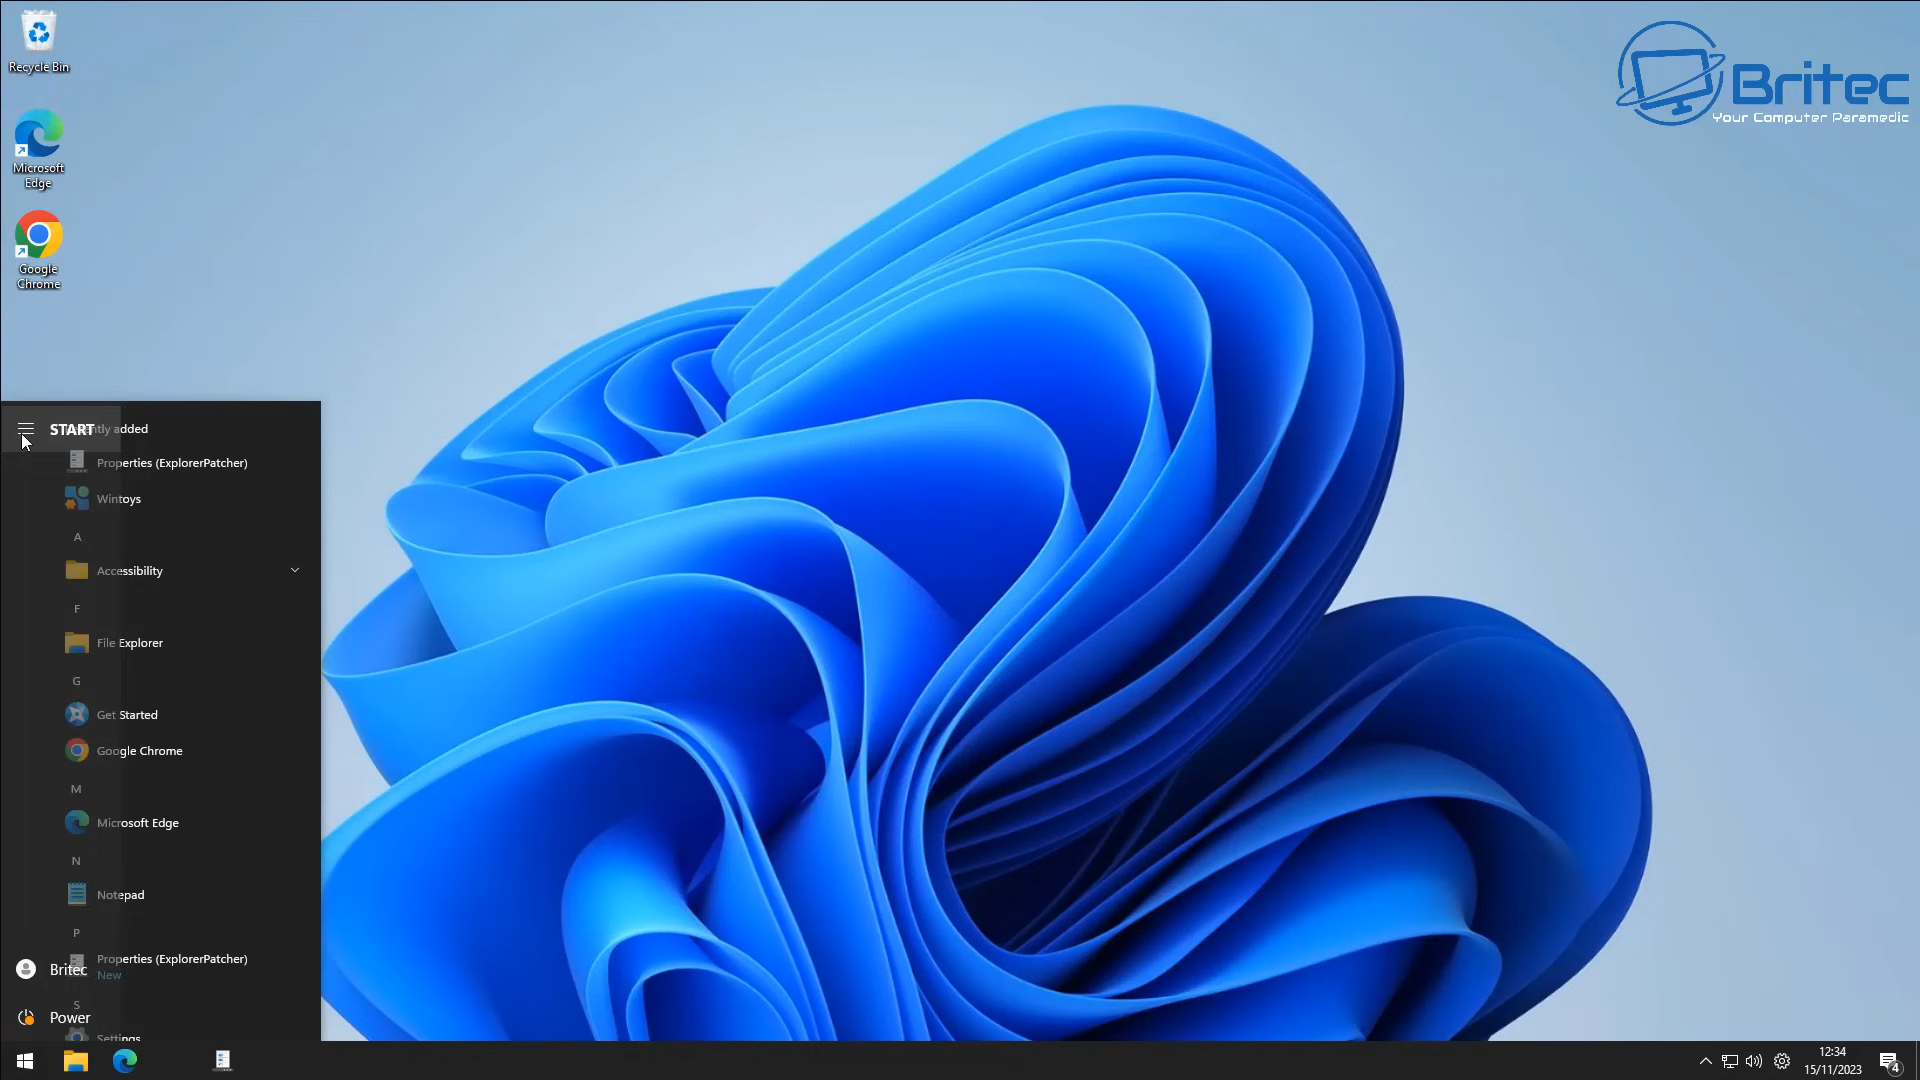 Recycle Bin
Microsoft
Edge
Google
Chrome
Britec
Your Computer Paramedic
START
added
Properties (ExplorerPatcher)
Wintoys
A
Accessibility
F
File Explorer
G
Get Started
Google Chrome
M
Microsoft Edge
N
Notepad
P
Properties (ExplorerPatcher)
New
Britec
S
Power
Settings
12:34
15/11/2023
4